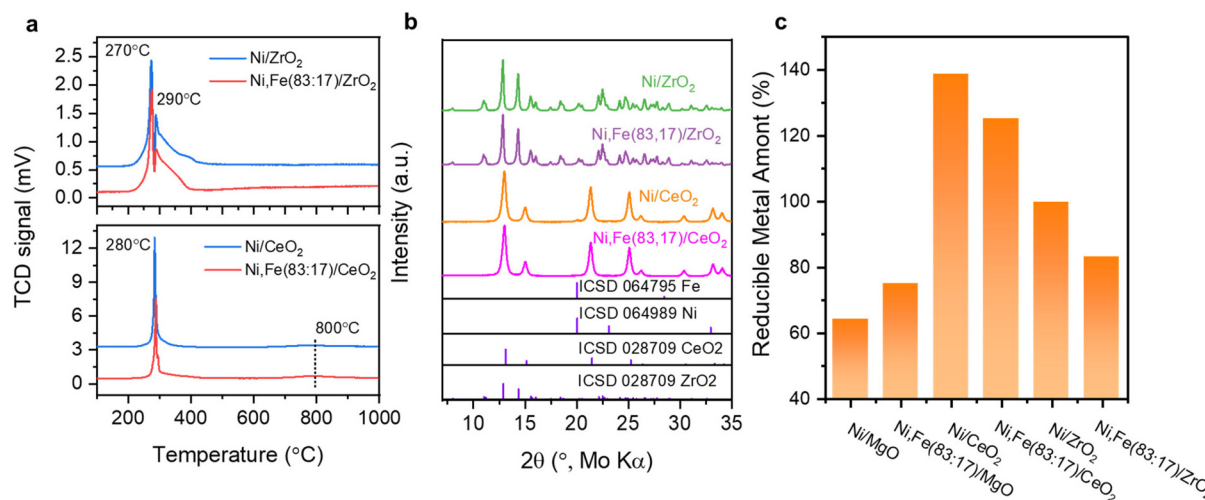 a
TCD signal (mV)
2.5
2.0
1.5
1.0
0.5
0.0
270°C
290°C
Ni/ZrO2
Ni,Fe(83:17)/ZrO2
12
9
6
3
0
280°C
800°C
Ni/CeO2
Ni,Fe(83:17)/CeO2
200 400 600 800 1000
Temperature (°C)
b
Intensity (a.u.)
Ni/ZrO2
Ni,Fe(83,17)/ZrO2
Ni/CeO2
Ni,Fe(83,17)/CeO2
ICSD 064795 Fe
ICSD 064989 Ni
ICSD 028709 CeO2
ICSD 028709 ZrO2
10 15 20 25 30 35
2θ (°, Mo Kα)
c
Reducible Metal Amont (%)
140
120
100
80
60
40
Ni/MgO
Ni,Fe(83:17)/MgO
Ni/CeO2
Ni,Fe(83:17)/CeO2
Ni/ZrO2
Ni,Fe(83:17)/ZrO2